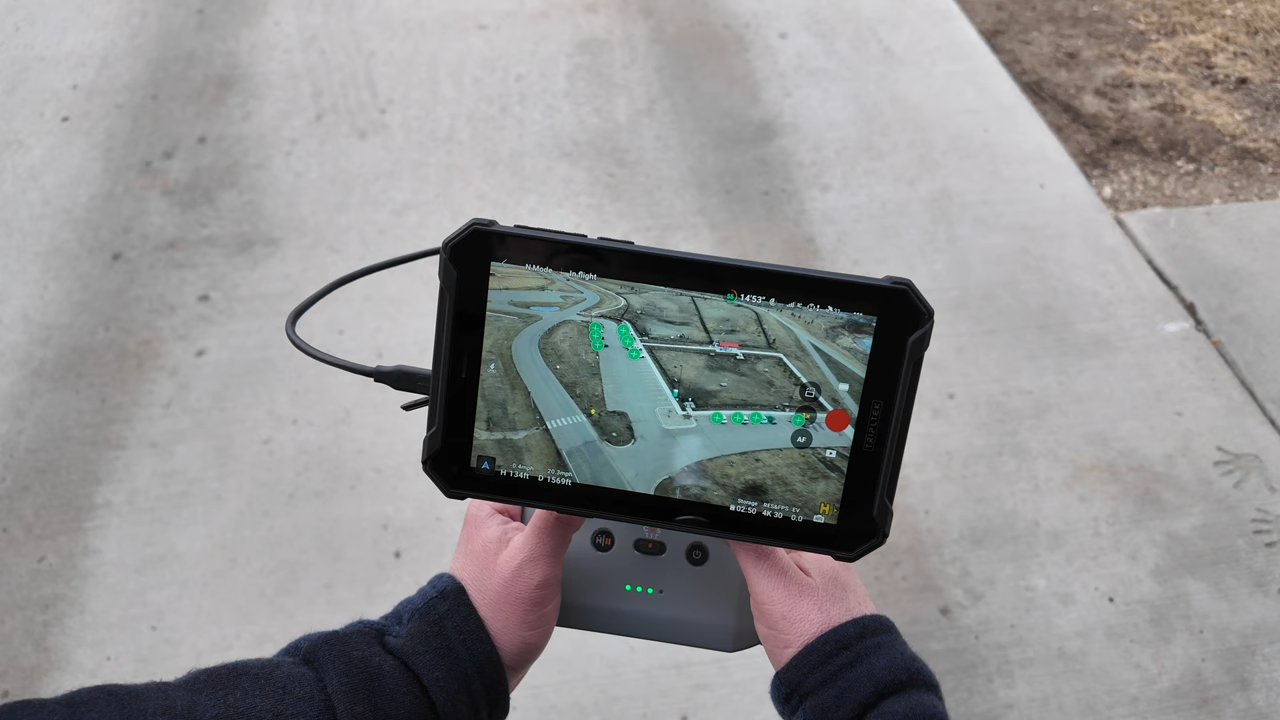 N Mode In flight
55 14'53"
AF
-0.4mph 20.3mph
H 134ft D 1569ft
Storage RES&FPS EV
02:50 4K 30 0.0
H
TRIPLTEK